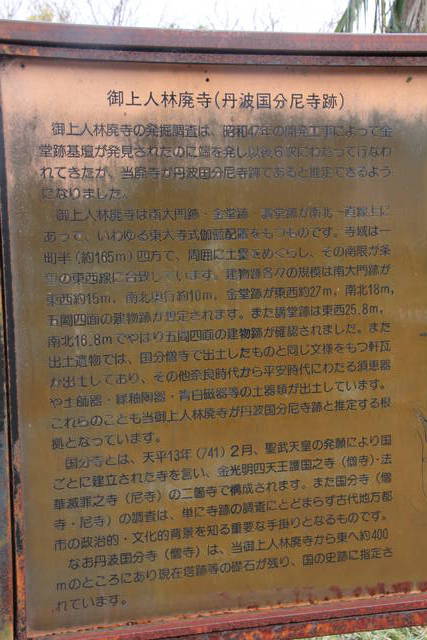 御上人林廃寺(丹波国分尼寺跡)
御上人林廃寺の発掘調査は、昭和47年の開発工事によって金
堂跡基壇が発見されたのに端を発し以後6次にわたって行なわ
れてきたが、当廃寺が丹波国分尼寺跡であると推定できるよう
になりました。
御上人林廃寺は南大門跡・金堂跡・講堂跡が南北一直線上に
あって、いわゆる東大寺式伽藍配置をもつものです。寺域は一
町半(約165m)四方で、周囲に土塁をめぐらし、その南限が条
里の東西線に合致しています。建物跡各々の規模は南大門跡が
東西約15m、南北奥行約10m、金堂跡が東西約27m、南北18m、
五間四面の建物跡が想定されます。また講堂跡は東西25.8m、
南北16.8mでやはり五間四面の建物跡が確認されました。また
出土遺物では、国分僧寺で出土したものと同じ文様をもつ軒瓦
が出土しており、その他奈良時代から平安時代にわたる須恵器
や土師器・緑釉陶器・青白磁器等の土器類が出土しています。
これらのことも当御上人林廃寺が丹波国分尼寺跡と推定する根
拠となっています。
国分寺とは、天平13年(741)2月、聖武天皇の発願により国
ごとに建立された寺を言い、金光明四天王護国之寺(僧寺)・法
華滅罪之寺(尼寺)の二箇寺で構成されます。また国分寺(僧
寺・尼寺)の調査は、単に寺跡の調査にとどまらず古代地方都
市の政治的・文化的背景を知る重要な手掛りとなるものです。
なお丹波国分寺(僧寺)は、当御上人林廃寺から東へ約400
mのところにあり現在塔跡等の礎石が残り、国の史跡に指定さ
れています。